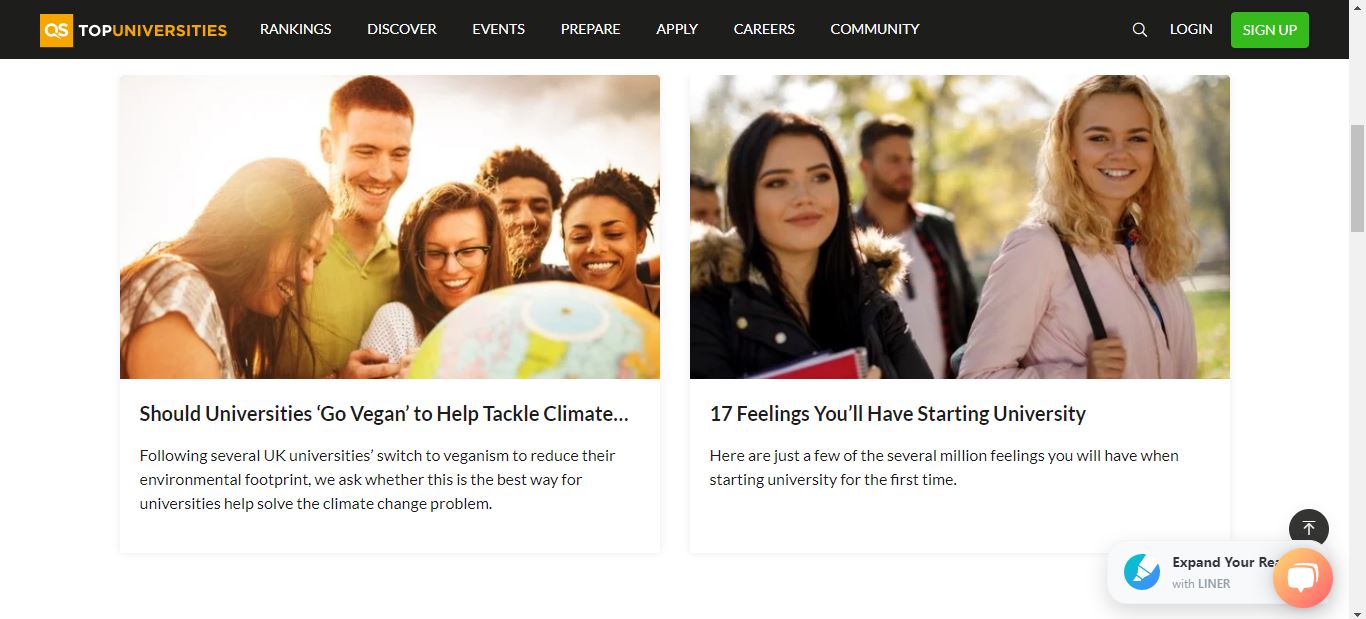 QS TOPUNIVERSITIES RANKINGS DISCOVER EVENTS PREPARE APPLY CAREERS COMMUNITY LOGIN SIGN UP
Should Universities ‘Go Vegan’ to Help Tackle Climate...
Following several UK universities’ switch to veganism to reduce their
environmental footprint, we ask whether this is the best way for
universities help solve the climate change problem.
17 Feelings You’ll Have Starting University
Here are just a few of the several million feelings you will have when
starting university for the first time.
Expand Your
with LINER